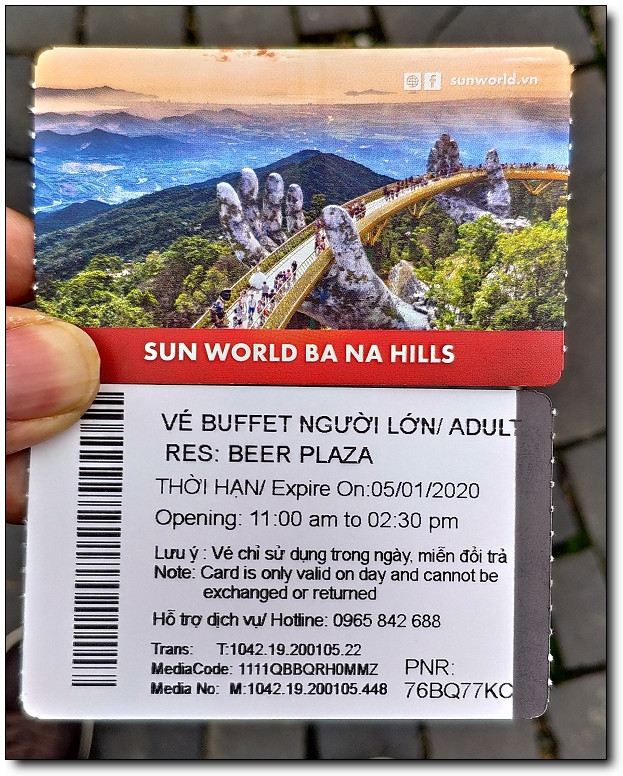 sunworld.vn
SUN WORLD BA NA HILLS
VÉ BUFFET NGƯỜI LỚN/ ADULT
RES: BEER PLAZA
THỜI HẠN/ Expire On:05/01/2020
Opening: 11:00 am to 02:30 pm
Lưu ý : Vé chỉ sử dụng trong ngày, miễn đổi trả
Note: Card is only valid on day and cannot be
exchanged or returned
Hỗ trợ dịch vụ/ Hotline: 0965 842 688
Trans: T:1042.19.200105.22
MediaCode: 1111QBBQRH0MMZ
Media No: M:1042.19.200105.448
PNR:
76BQ77KC